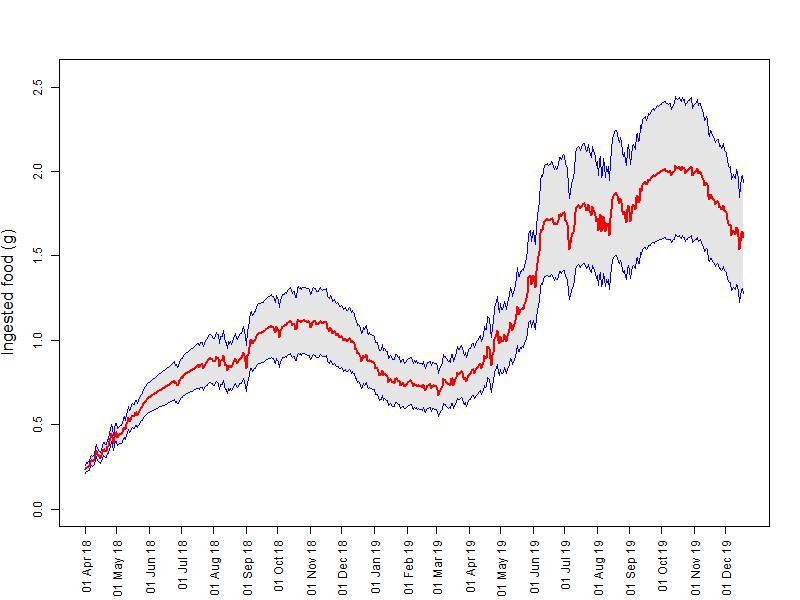 Ingested food (g)
2.5
2.0
1.5
1.0
0.5
0.0
01 Apr 18
01 May 18
01 Jun 18
01 Jul 18
01 Aug 18
01 Sep 18
01 Oct 18
01 Nov 18
01 Dec 18
01 Jan 19
01 Feb 19
01 Mar 19
01 Apr 19
01 May 19
01 Jun 19
01 Jul 19
01 Aug 19
01 Sep 19
01 Oct 19
01 Nov 19
01 Dec 19